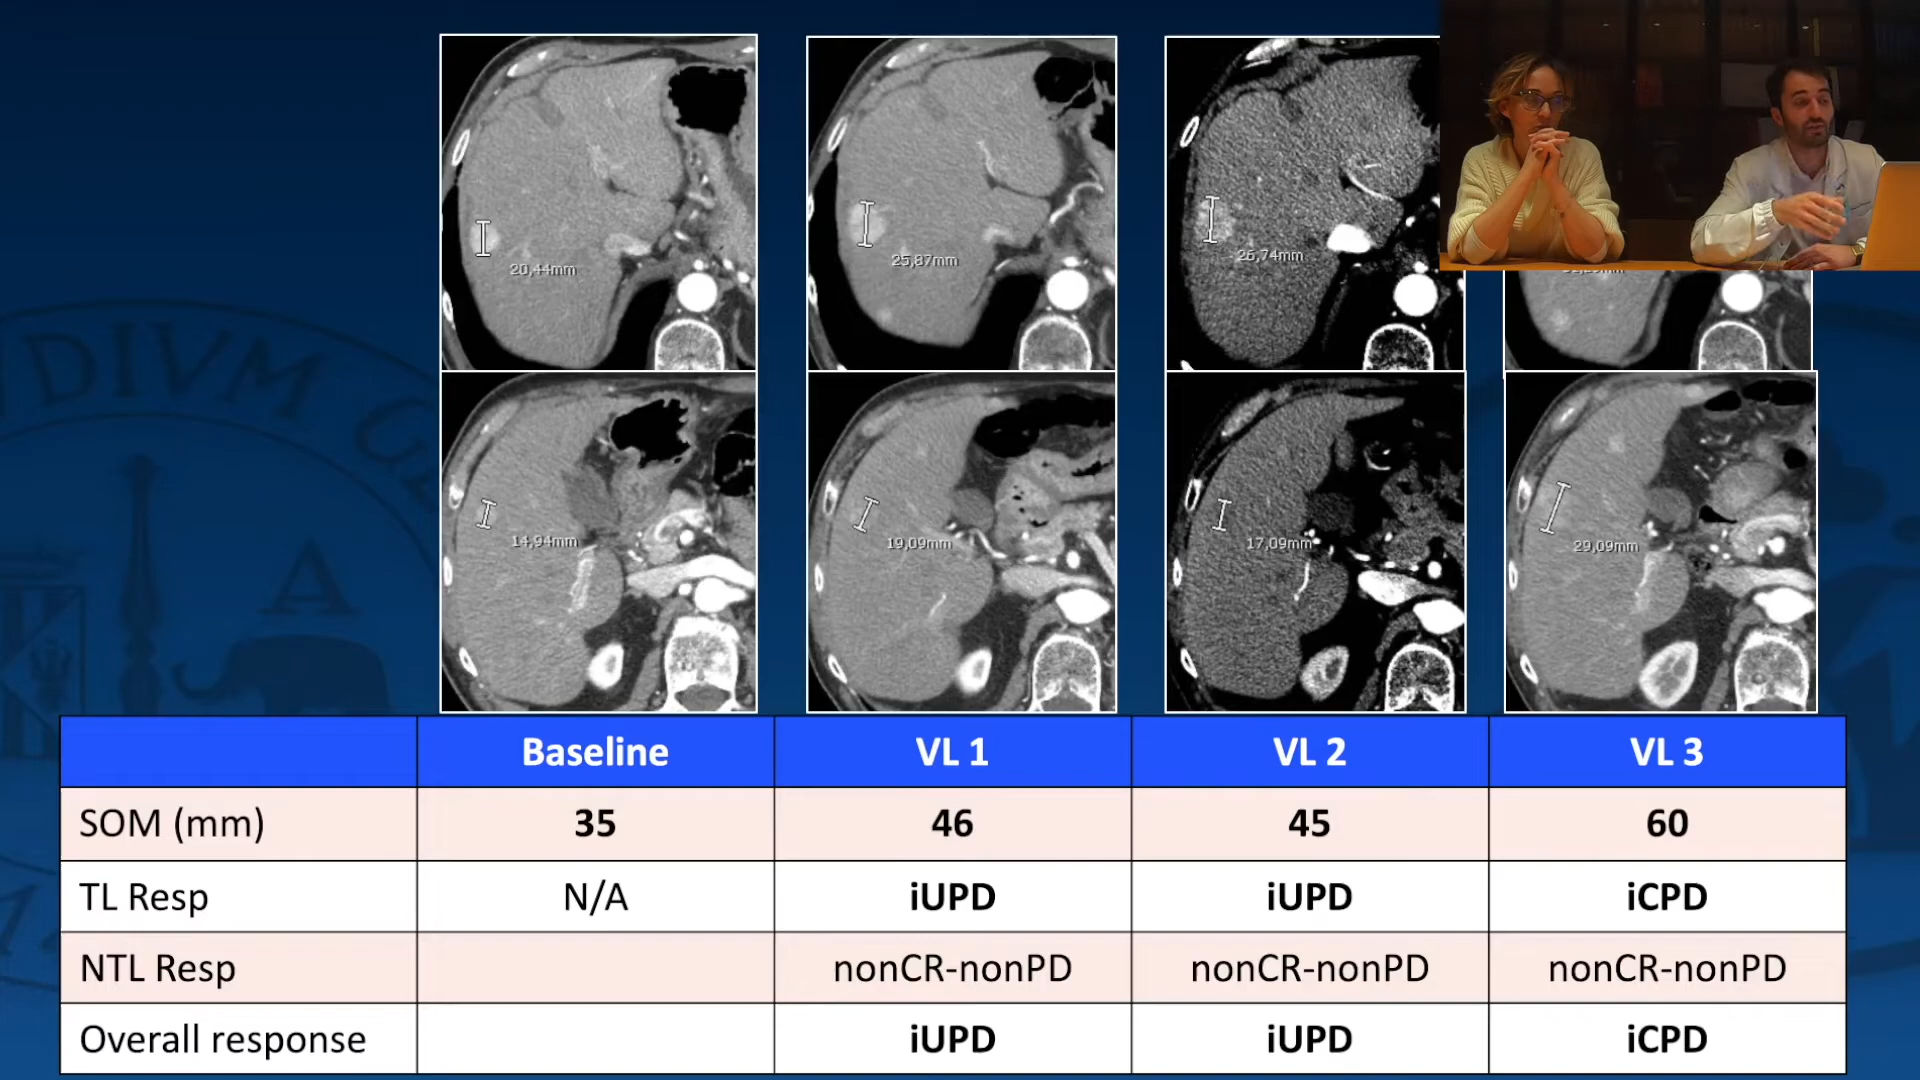 20,44mm
25,87mm
26,74mm
14,94mm
19,09mm
17,09mm
29,09mm
DIVM
A
Baseline
VL 1
VL 2
VL 3
SOM (mm)
35
46
45
60
TL Resp
N/A
iUPD
iUPD
iCPD
NTL Resp
nonCR-nonPD
nonCR-nonPD
nonCR-nonPD
Overall response
iUPD
iUPD
iCPD